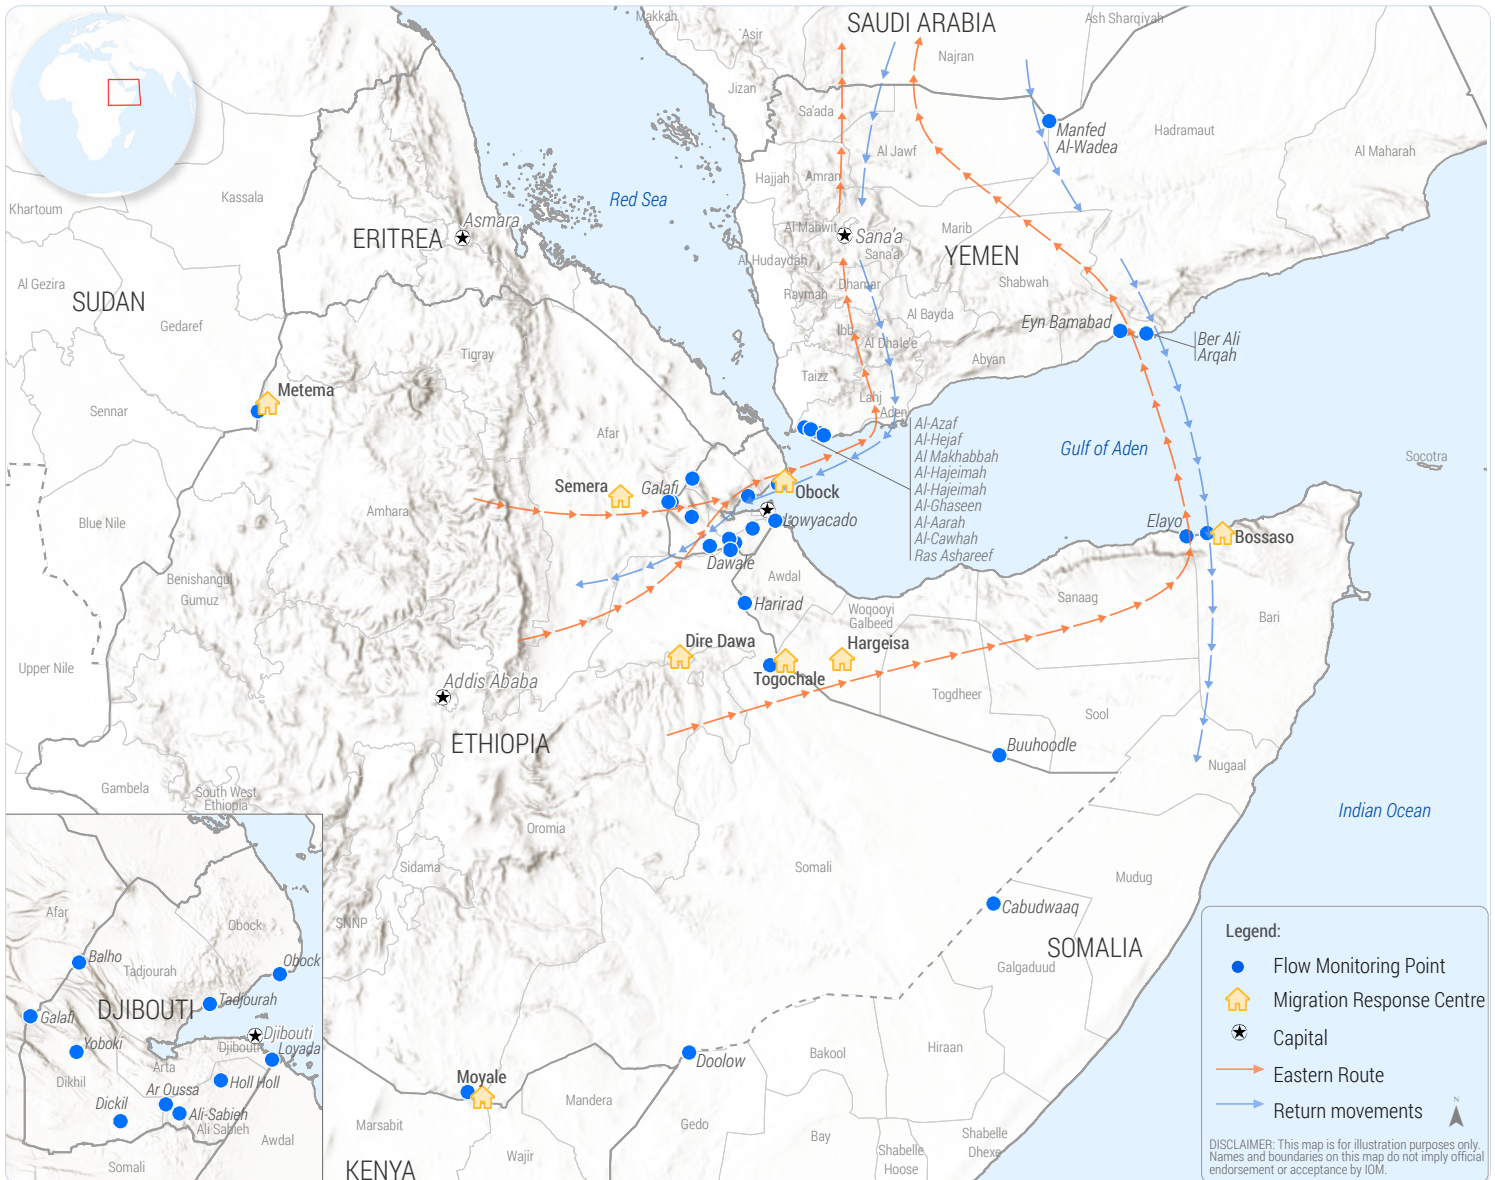 Makkah
'Asir
SAUDI ARABIA
Ash Sharqiyah
Najran
Jizan
Sa'ada
Manfed
Al-Wadea
Hadramaut
Al Maharah
Al Jawf
Hajjah
Amran
Kassala
Khartoum
Red Sea
Asmara
ERITREA
Al Mahwit
Sana'a
Sana'a
Marib
YEMEN
Al Hudaydah
Shabwah
Dhamar
Raymah
Al Gezira
SUDAN
Gedaref
Al Bayda
Ibb
Al Dhale'e
Eyn Bamabad
Ber Ali
Arqah
Abyan
Tigray
Taizz
Lahj
Aden
Metema
Sennar
Afar
Al-Azaf
Al-Hejaf
Al Makhabbah
Al-Hajeimah
Al-Hajeimah
Al-Ghaseen
Al-Aarah
Al-Cawhah
Ras Ashareef
Gulf of Aden
Socotra
Semera
Galafi
Obock
Amhara
Blue Nile
Lowyacado
Elayo
Bossaso
Dawale
Awdal
Benishangul
Gumuz
Harirad
Woqooyi
Galbeed
Sanaag
Bari
Dire Dawa
Hargeisa
Togochale
Upper Nile
Addis Ababa
Togdheer
Sool
ETHIOPIA
Buuhoodle
Nugaal
Gambela
South West
Ethiopia
Indian Ocean
Oromia
Sidama
Somali
Mudug
SNNP
Cabudwaaq
SOMALIA
Galgaduud
Afar
Obock
Balho
Tadjourah
Obock
DJIBOUTI
Tadjourah
Galafi
Djibouti
Djibouti
Loyada
Yoboki
Arta
Dikhil
Holl Holl
Ar Oussa
Dickil
Ali-Sabieh
Ali Sabieh
Awdal
Somali
Doolow
Bakool
Hiraan
Moyale
Mandera
Marsabit
Gedo
Bay
Shabelle
Dhexe
Shabelle
Hoose
Wajir
KENYA
Legend:
Flow Monitoring Point
Migration Response Centre
Capital
Eastern Route
Return movements
N
DISCLAIMER: This map is for illustration purposes only.
Names and boundaries on this map do not imply official
endorsement or acceptance by IOM.